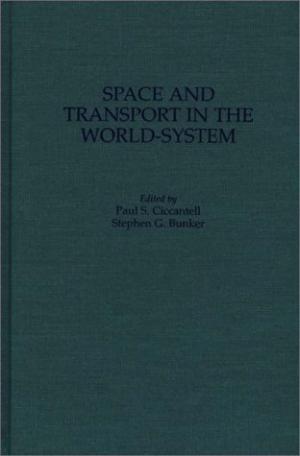 SPACE AND
TRANSPORT IN THE
WORLD-SYSTEM
Edited by
Paul S. Ciccantell
Stephen G. Bunker